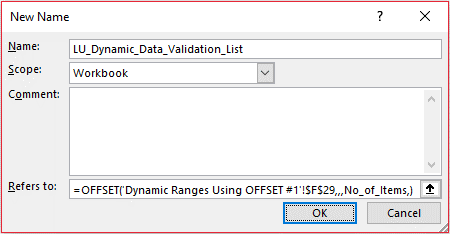 New Name
?
Name: LU_Dynamic_Data_Validation_List
Scope: Workbook
Comment:
Refers to: =OFFSET('Dynamic Ranges Using OFFSET #1'!$F$29,,,No_of_Items,)
OK Cancel